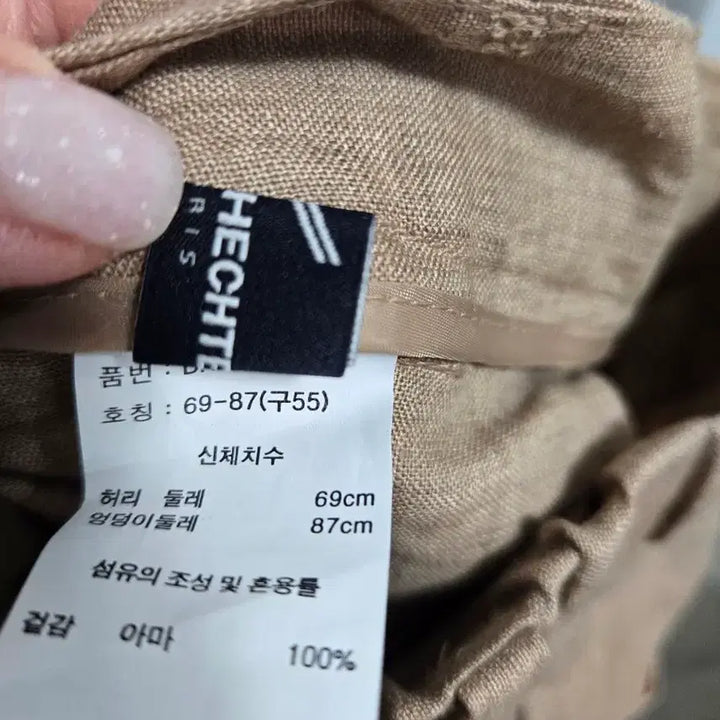 HECHTE
RIS
품번 :
호칭 : 69-87(구55)
신체치수
허리 둘레 69cm
엉덩이둘레 87cm
섬유의 조성 및 혼용률
겉감 아마 100%